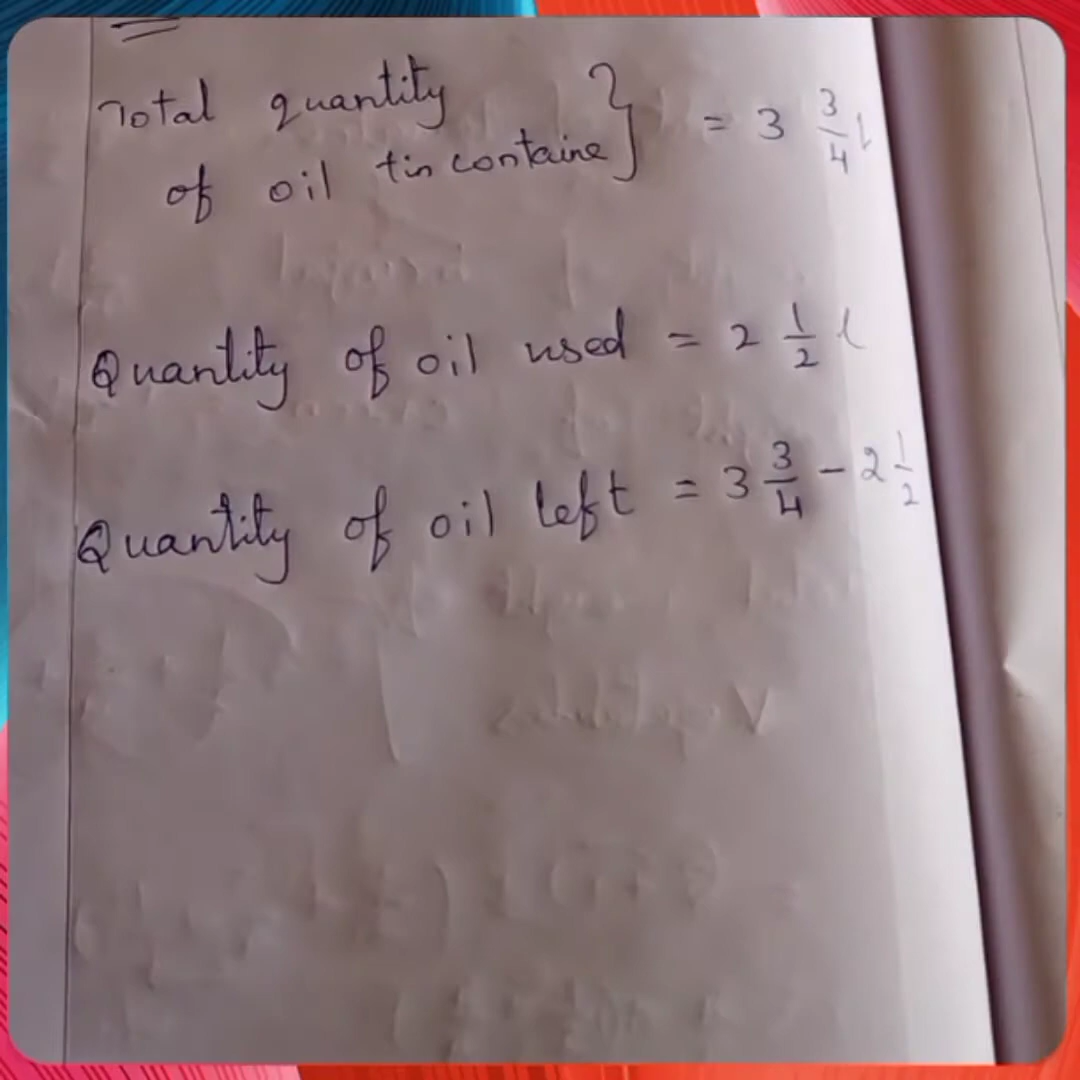 Total quantity } = 3 3/4 l
of oil tin containe
Quantity of oil used = 2 1/2 l
Quantity of oil left = 3 3/4 - 2 1/2